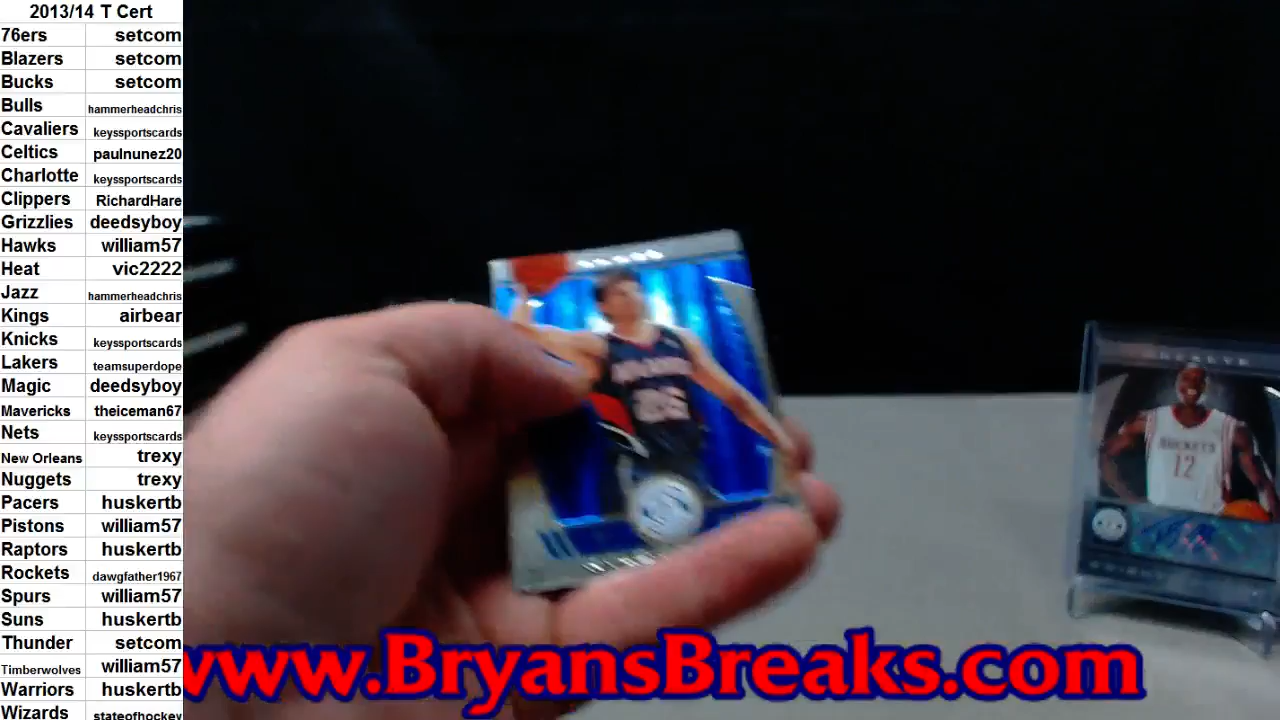 2013/14 T Cert
76ers setcom
Blazers setcom
Bucks setcom
Bulls hammerheadchris
Cavaliers keyssportscards
Celtics paulnunez20
Charlotte keyssportscards
Clippers RichardHare
Grizzlies deedsyboy
Hawks william57
Heat vic2222
Jazz hammerheadchris
Kings airbear
Knicks keyssportscards
Lakers teamsuperdope
Magic deedsyboy
Mavericks theiceman67
Nets keyssportscards
New Orleans trexy
Nuggets trexy
Pacers huskertb
Pistons william57
Raptors huskertb
Rockets dawgfather1967
Spurs william57
Suns huskertb
Thunder setcom
Timberwolves william57
Warriors huskertb
Wizards stateofhockey
ROCKETS
12
www.BryansBreaks.com